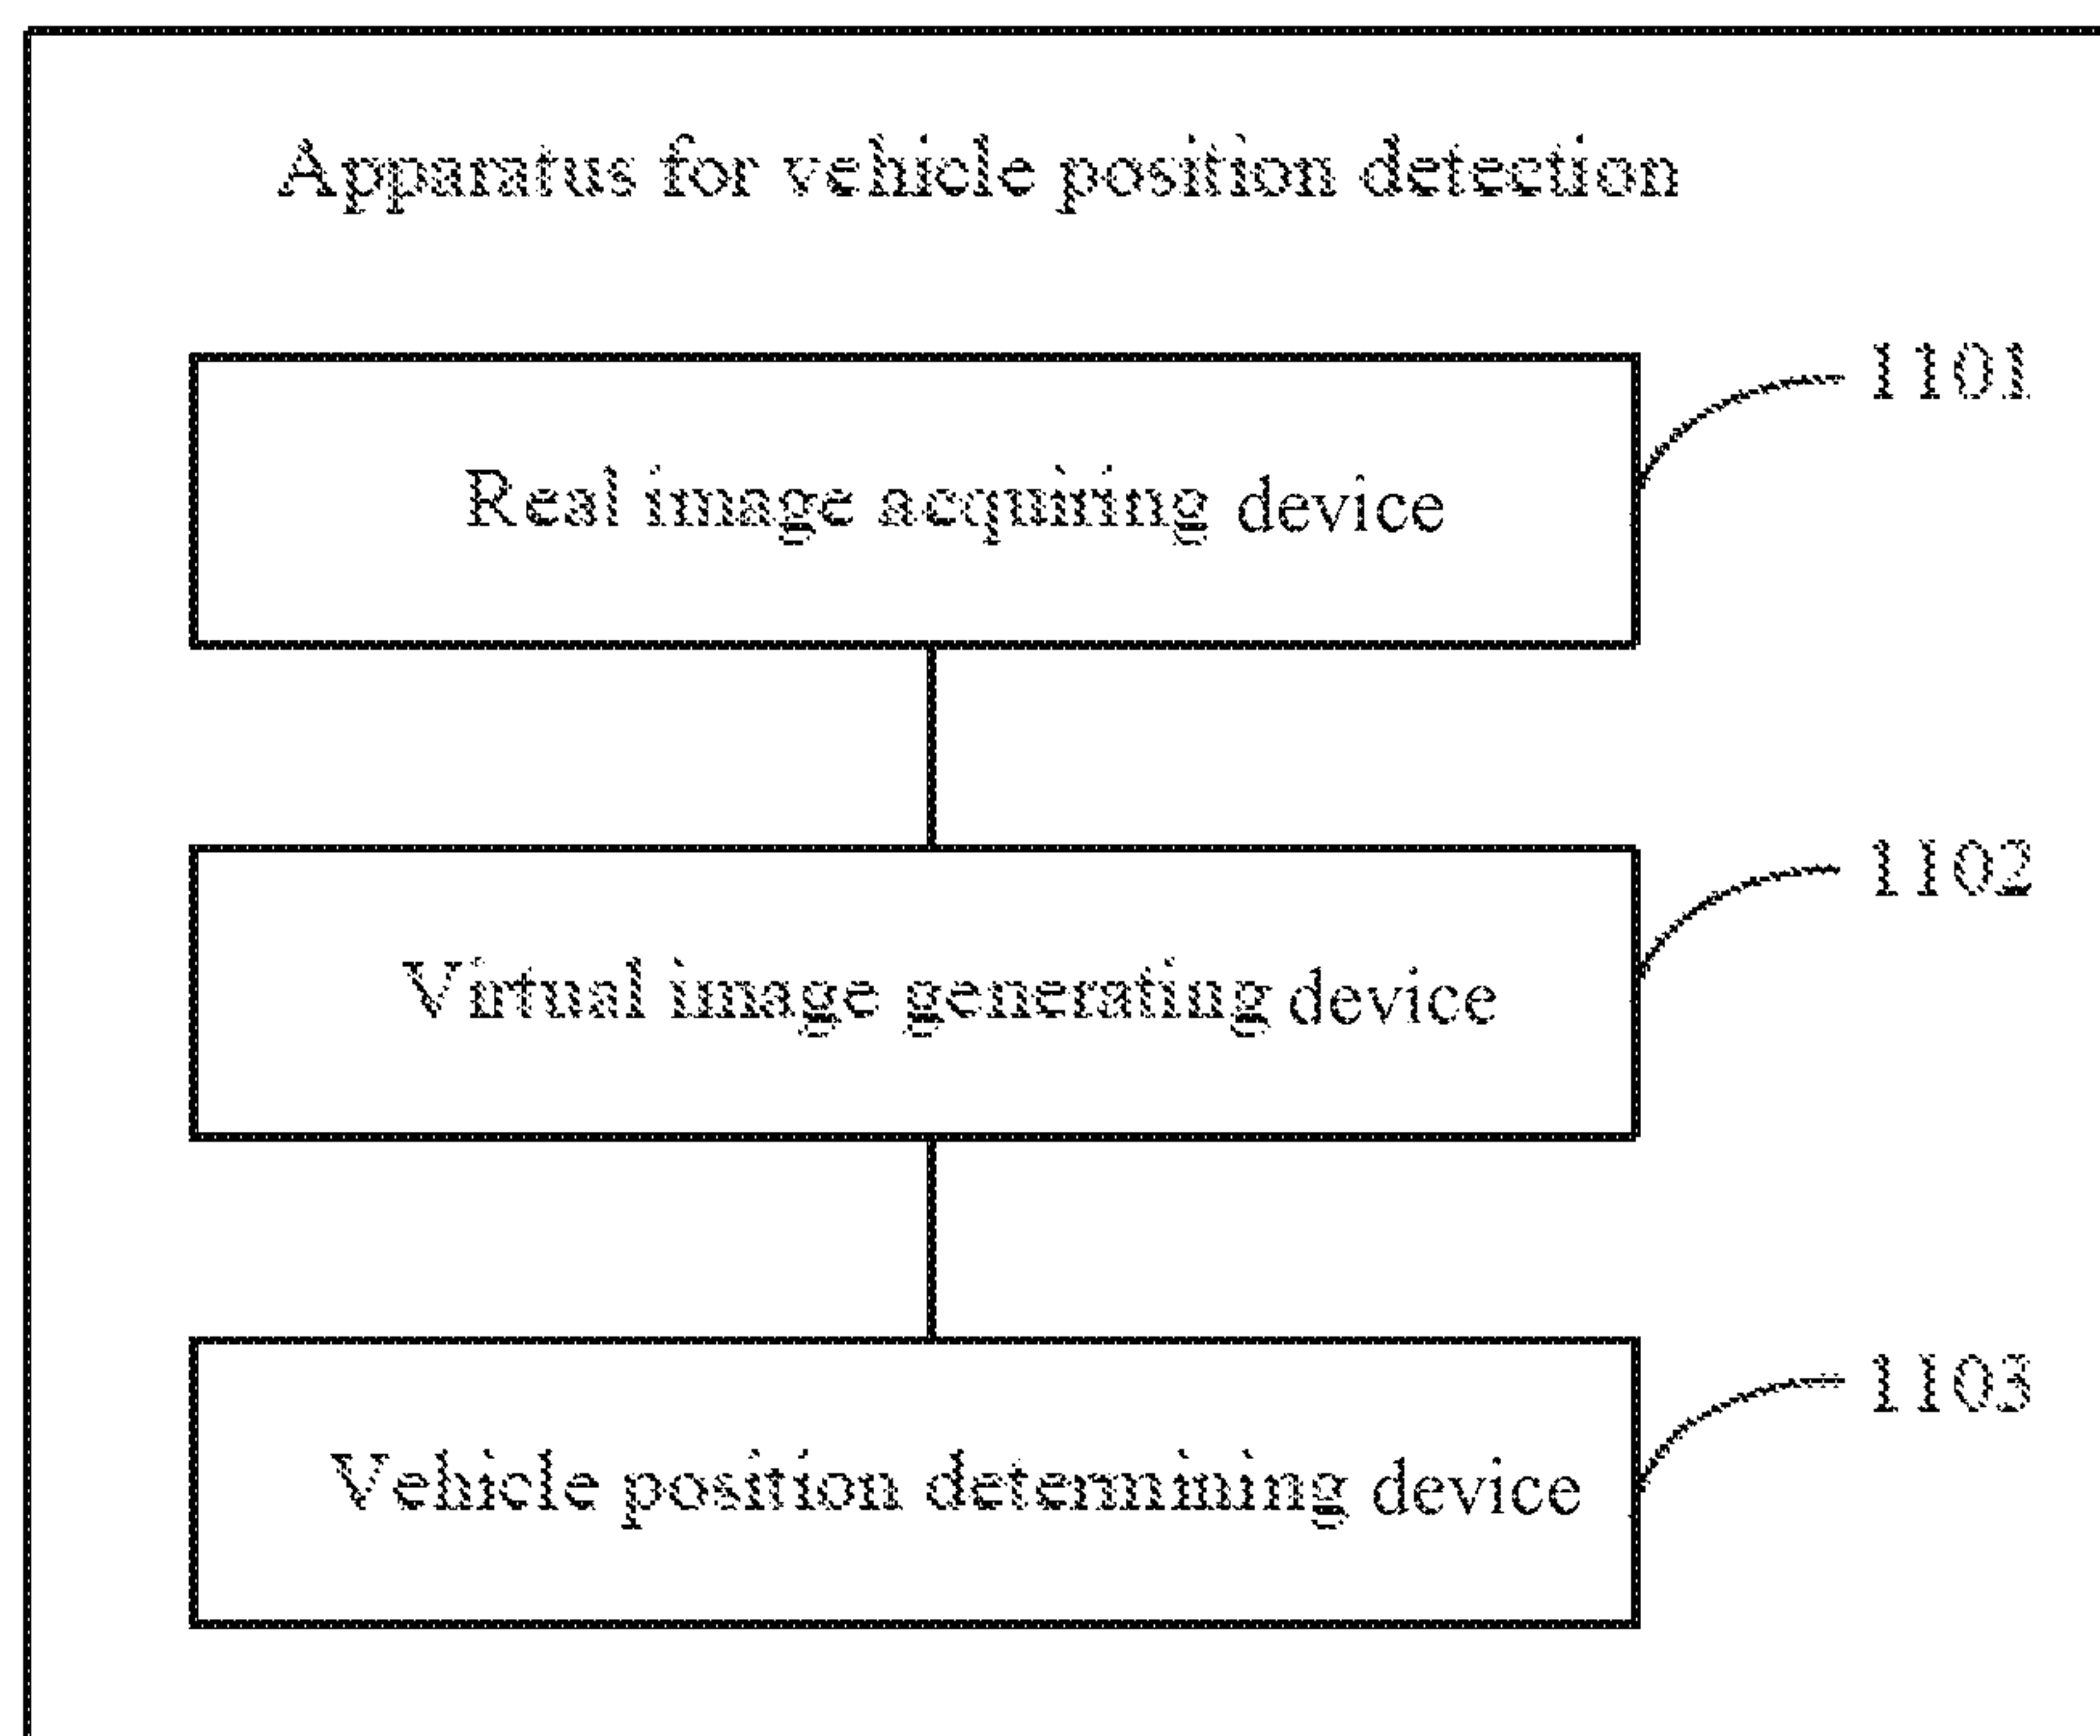 Apparatus for vehicle position detection
1101
Real image acquiring device
1102
Virtual image generating device
1103
Vehicle position determining device